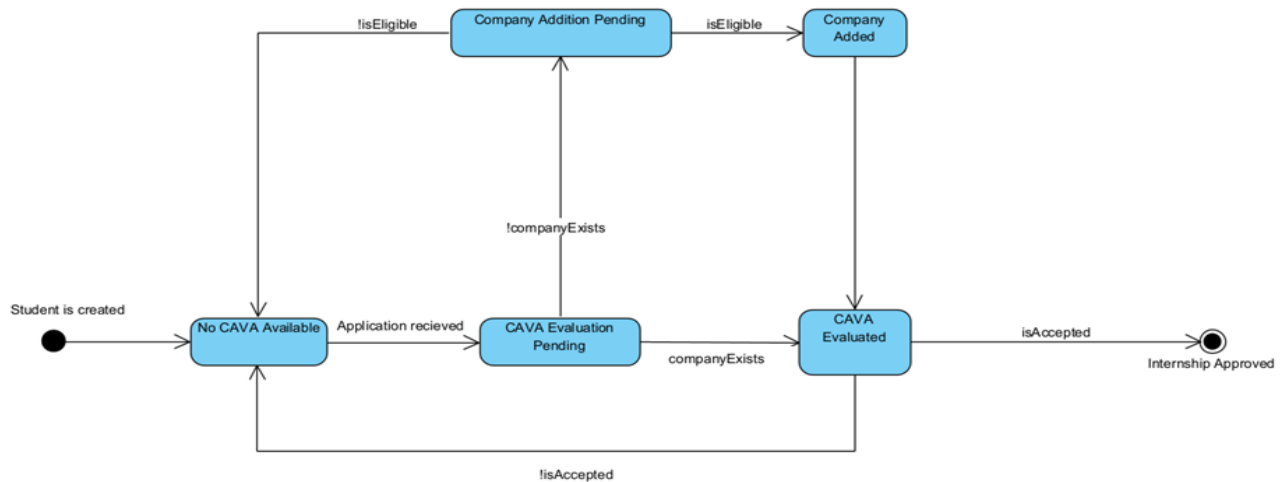 !isEligible
Company Addition Pending
isEligible
Company
Added
!companyExists
Student is created
No CAVA Available
Application recieved
CAVA Evaluation
Pending
companyExists
CAVA
Evaluated
isAccepted
Internship Approved
!isAccepted